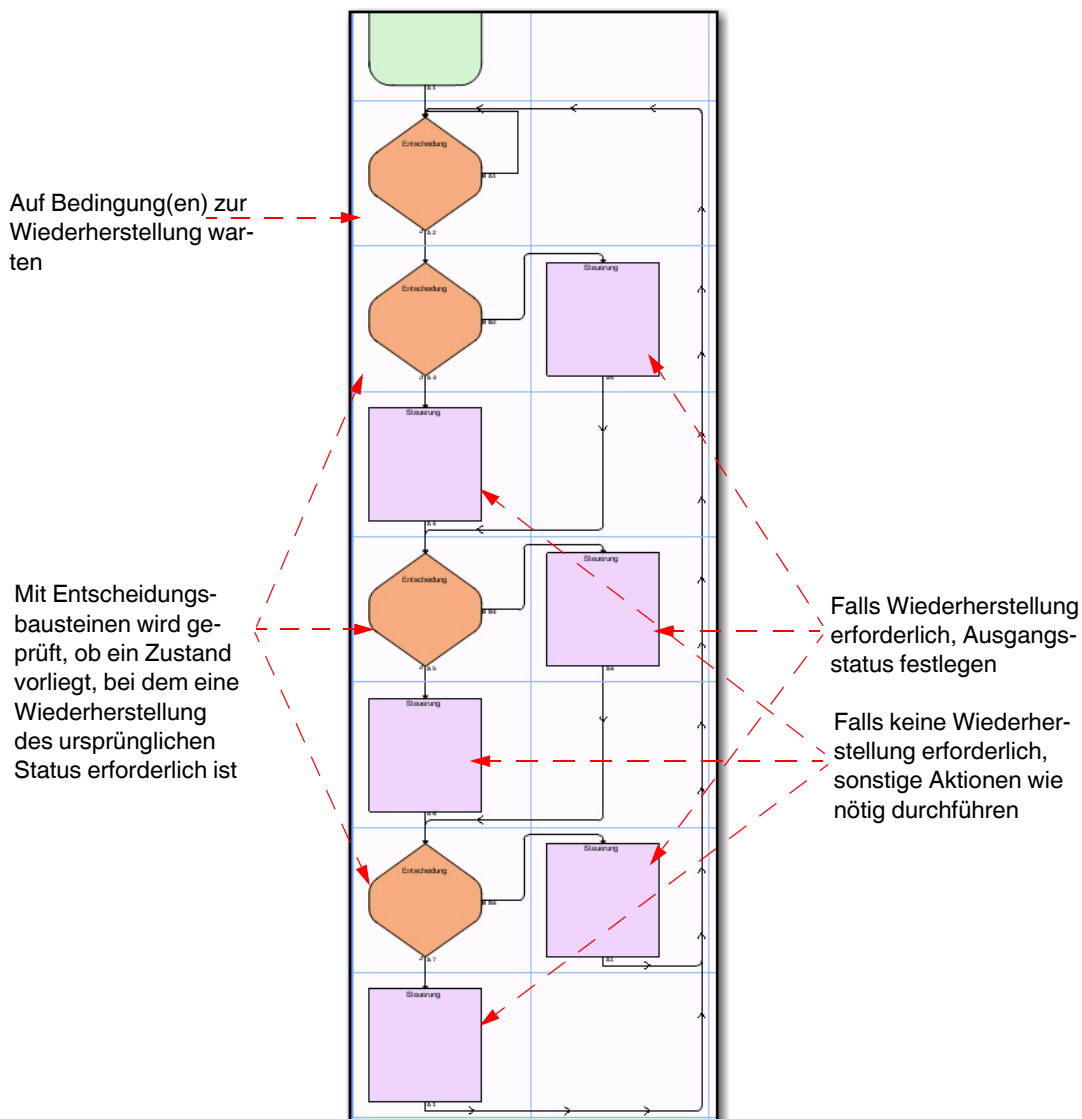 Entscheidung
Auf Bedingung(en) zur
Wiederherstellung war-
ten
Entscheidung
Steuerung
Steuerung
Entscheidung
Steuerung
Mit Entscheidungs-
bausteinen wird ge-
prüft, ob ein Zustand
vorliegt, bei dem eine
Wiederherstellung
des ursprünglichen
Status erforderlich ist
Falls Wiederherstellung
erforderlich, Ausgangs-
status festlegen
Steuerung
Falls keine Wiederher-
stellung erforderlich,
sonstige Aktionen wie
nötig durchführen
Entscheidung
Steuerung
Steuerung